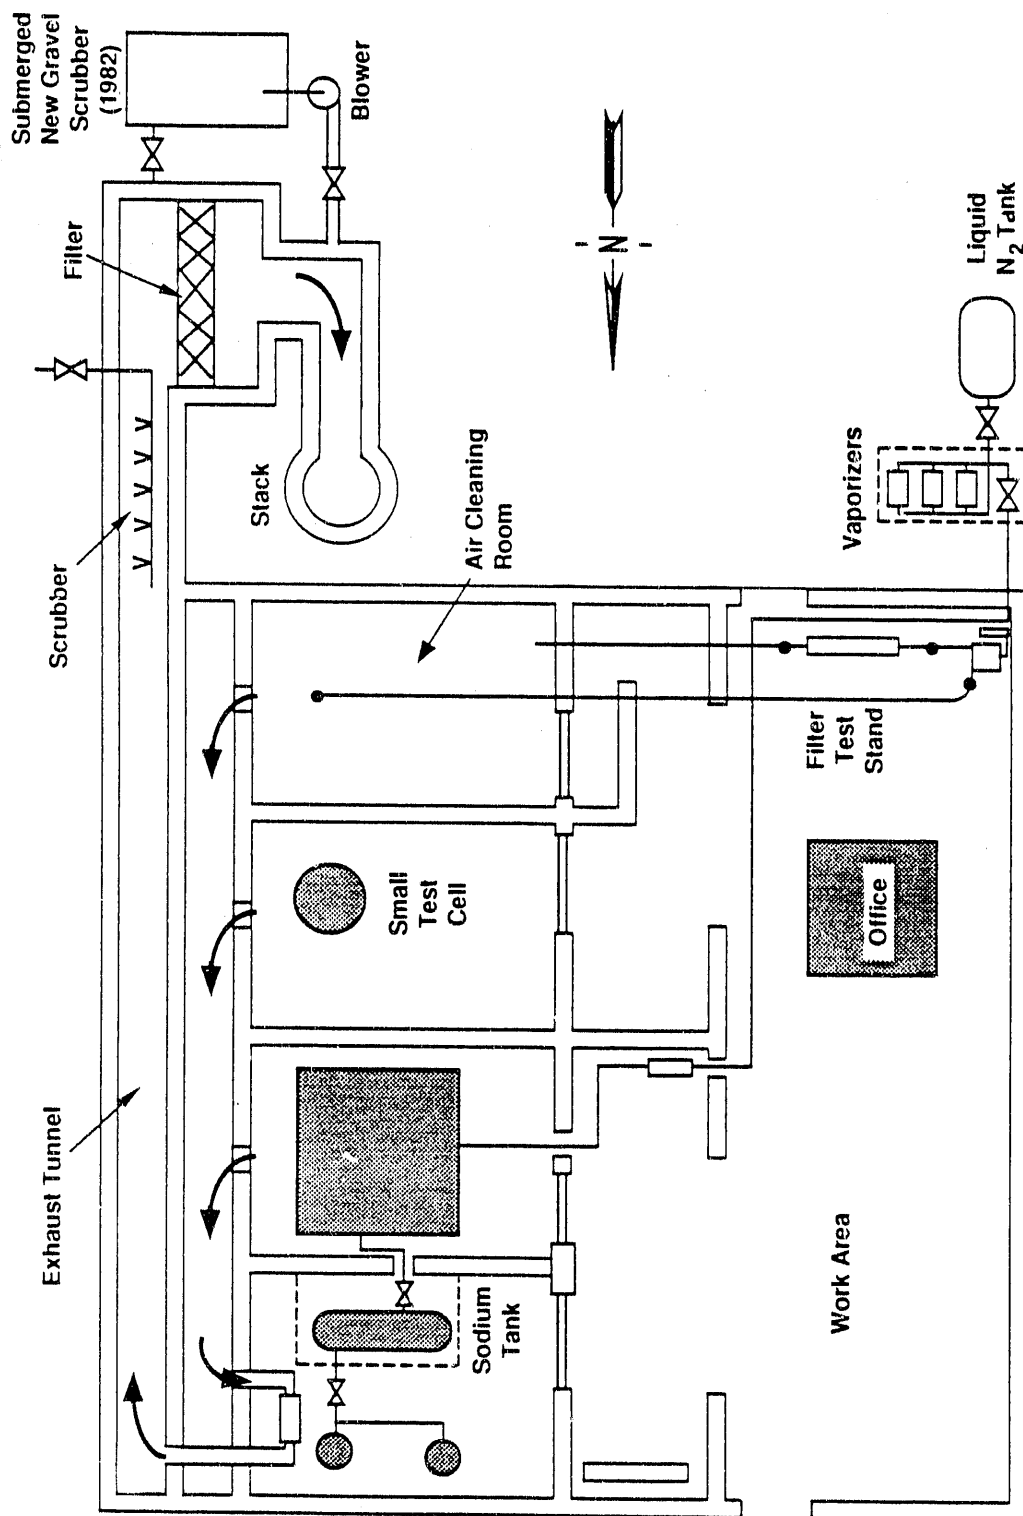 Submerged
New Gravel
Scrubber
(1982)
Blower
Filter
Scrubber
Stack
Air Cleaning
Room
N
Liquid
N2 Tank
Vaporizers
Exhaust Tunnel
Small
Test
Cell
Filter
Test
Stand
Office
Sodium
Tank
Work Area